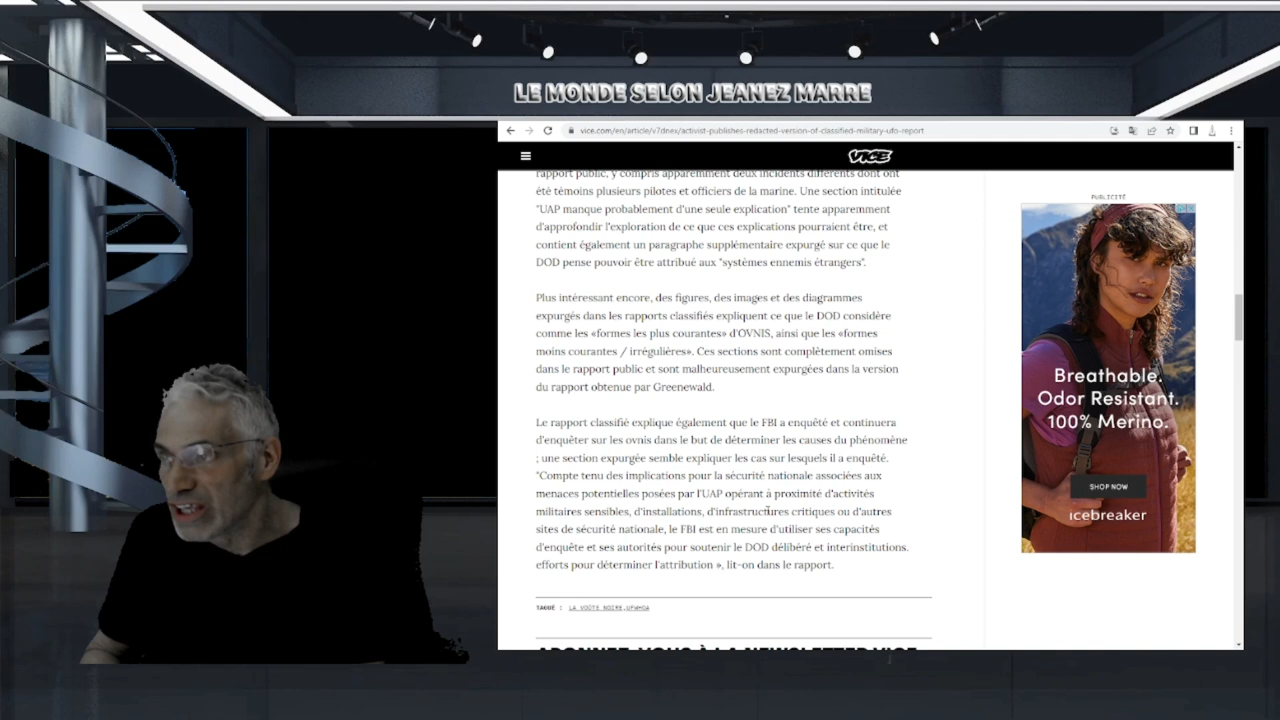 LE MONDE SELON JEANEZ MARRE
vice.com/en/article/v7dnex/activist-publishes-redacted-version-of-classified-military-ufo-report
VICE
rapport public, y compris apparemment deux incidents différents dont ont
été témoins plusieurs pilotes et officiers de la marine. Une section intitulée
"UAP manque probablement d'une seule explication" tente apparemment
d'approfondir l'exploration de ce que ces explications pourraient être, et
contient également un paragraphe supplémentaire expurgé sur ce que le
DOD pense pouvoir être attribué aux "systèmes ennemis étrangers".
Plus intéressant encore, des figures, des images et des diagrammes
expurgés dans les rapports classifiés expliquent ce que le DOD considère
comme les «formes les plus courantes» d'OVNIS, ainsi que les «formes
moins courantes / irrégulières». Ces sections sont complètement omises
dans le rapport public et sont malheureusement expurgées dans la version
du rapport obtenue par Greenewald.
Le rapport classifié explique également que le FBI a enquêté et continuera
d'enquêter sur les ovnis dans le but de déterminer les causes du phénomène
; une section expurgée semble expliquer les cas sur lesquels il a enquêté.
"Compte tenu des implications pour la sécurité nationale associées aux
menaces potentielles posées par l'UAP opérant à proximité d'activités
militaires sensibles, d'installations, d'infrastructures critiques ou d'autres
sites de sécurité nationale, le FBI est en mesure d'utiliser ses capacités
d'enquête et ses autorités pour soutenir le DOD délibéré et interinstitutions.
efforts pour déterminer l'attribution », lit-on dans le rapport.
TAGUÉ : LA VOÛTE NOIRE, UFWHOA
ABONNEZ-VOUS À LA NEWSLETTER VICE
PUBLICITÉ
Breathable.
Odor Resistant.
100% Merino.
SHOP NOW
icebreaker